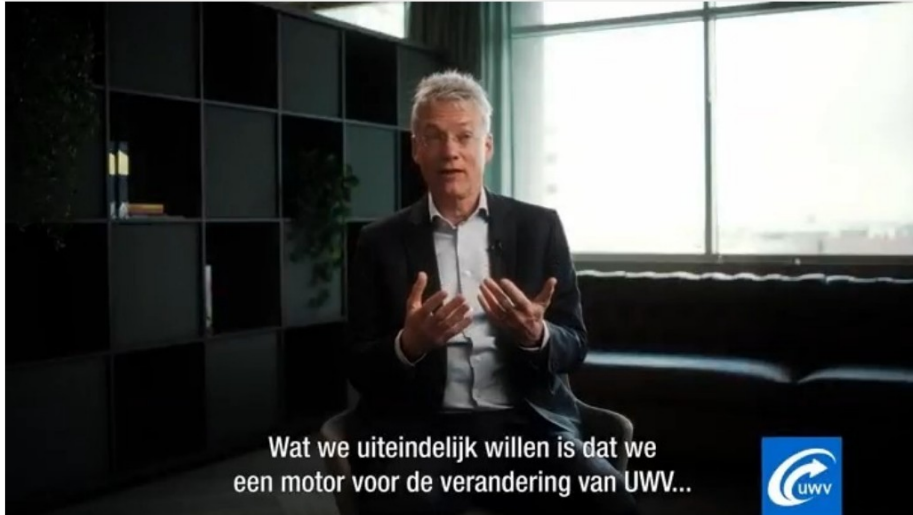 Wat we uiteindelijk willen is dat we
een motor voor de verandering van UWV...
UWV